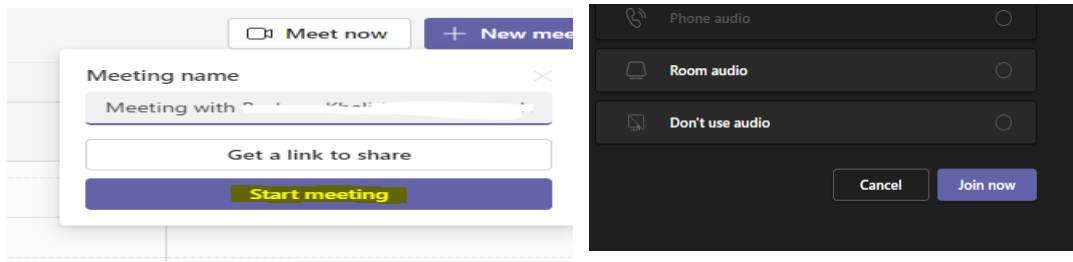 Meet now
+ New mee
Meeting name
Meeting with
Get a link to share
Start meeting
Phone audio
Room audio
Don't use audio
Cancel
Join now